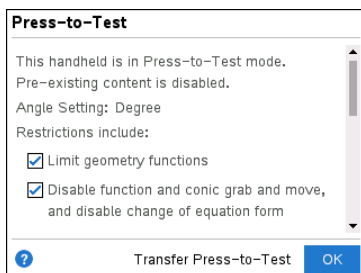 Press-to-Test
This handheld is in Press-to-Test mode.
Pre-existing content is disabled.
Angle Setting: Degree
Restrictions include:
Limit geometry functions
Disable function and conic grab and move,
and disable change of equation form
? Transfer Press-to-Test OK